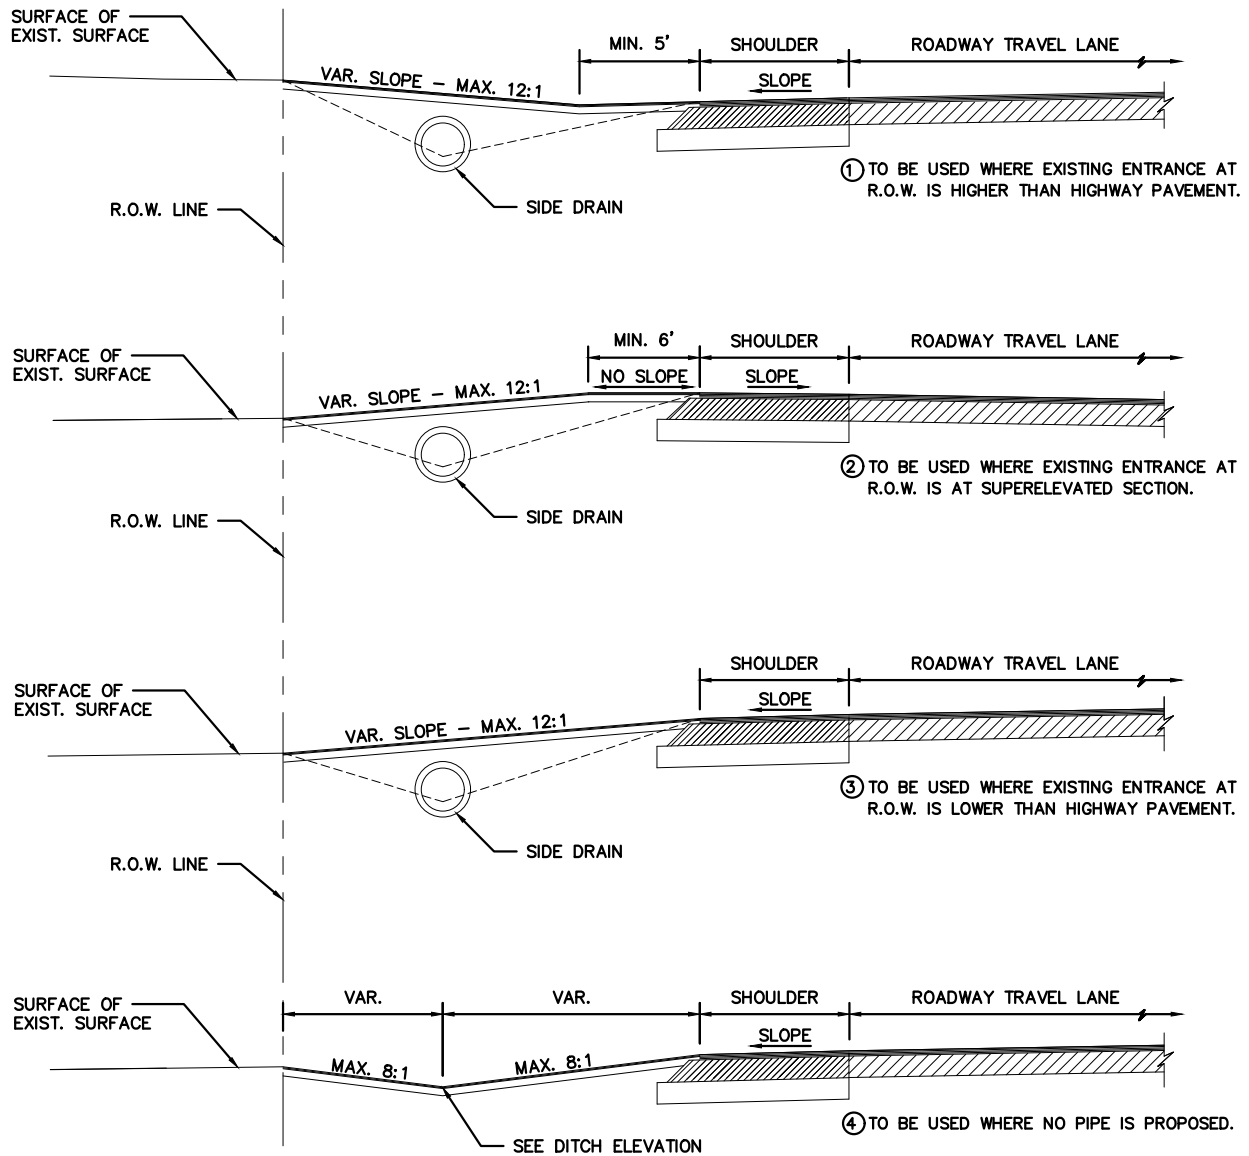 SURFACE OF
EXIST. SURFACE
VAR. SLOPE – MAX. 12:1
MIN. 5'
SHOULDER
ROADWAY TRAVEL LANE
SLOPE
① TO BE USED WHERE EXISTING ENTRANCE AT
R.O.W. IS HIGHER THAN HIGHWAY PAVEMENT.
SIDE DRAIN
R.O.W. LINE
SURFACE OF
EXIST. SURFACE
VAR. SLOPE – MAX. 12:1
MIN. 6'
SHOULDER
ROADWAY TRAVEL LANE
NO SLOPE
SLOPE
② TO BE USED WHERE EXISTING ENTRANCE AT
R.O.W. IS AT SUPERELEVATED SECTION.
SIDE DRAIN
R.O.W. LINE
SHOULDER
ROADWAY TRAVEL LANE
SURFACE OF
EXIST. SURFACE
VAR. SLOPE – MAX. 12:1
SLOPE
③ TO BE USED WHERE EXISTING ENTRANCE AT
R.O.W. IS LOWER THAN HIGHWAY PAVEMENT.
SIDE DRAIN
R.O.W. LINE
SURFACE OF
EXIST. SURFACE
VAR.
VAR.
SHOULDER
ROADWAY TRAVEL LANE
SLOPE
MAX. 8:1
MAX. 8:1
④ TO BE USED WHERE NO PIPE IS PROPOSED.
SEE DITCH ELEVATION